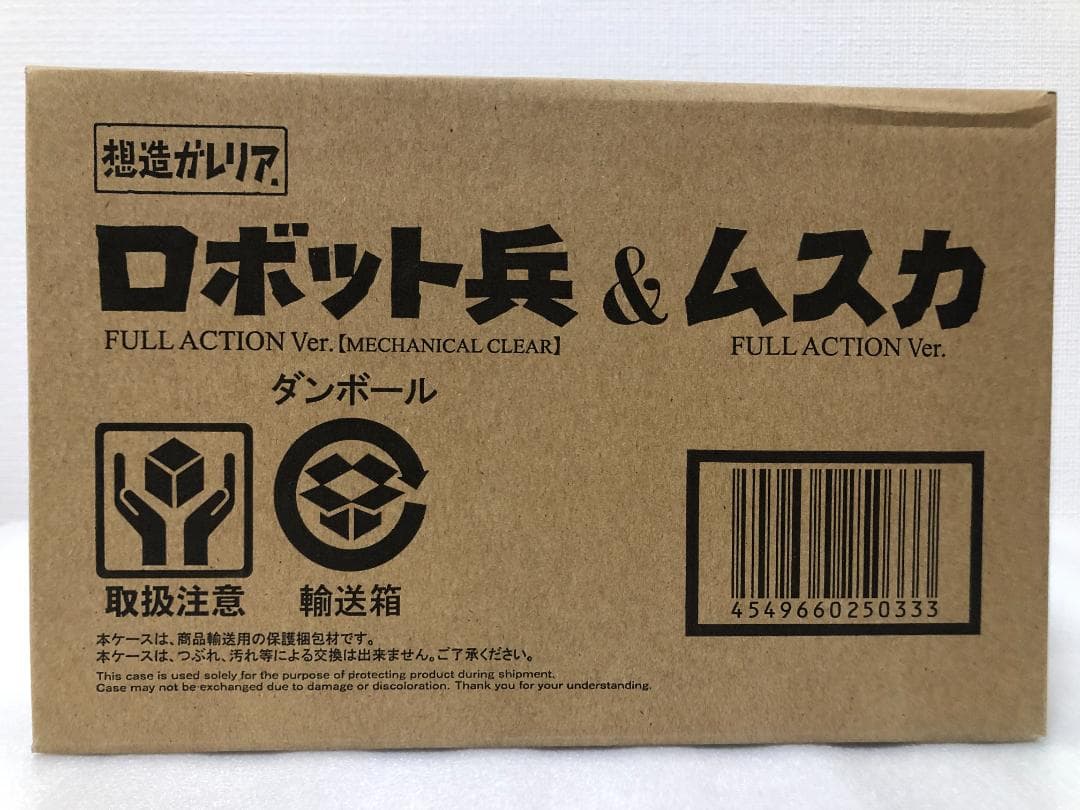 想造ガレリア.
ロボット兵 & ムスカ
FULL ACTION Ver.【MECHANICAL CLEAR】 FULL ACTION Ver.
ダンボール
取扱注意 輸送箱
4549660250333
本ケースは、商品輸送用の保護梱包材です。
本ケースは、つぶれ、汚れ等による交換は出来ません。ご了承ください。
This case is used solely for the purpose of protecting product during shipment.
Case may not be exchanged due to damage or discoloration. Thank you for your understanding.